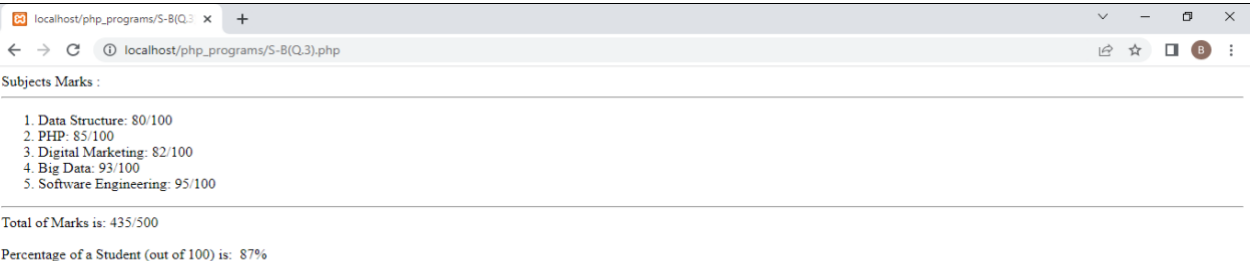 localhost/php_programs/S-B(Q.3
localhost/php_programs/S-B(Q.3).php
B
Subjects Marks :
1. Data Structure: 80/100
2. PHP: 85/100
3. Digital Marketing: 82/100
4. Big Data: 93/100
5. Software Engineering: 95/100
Total of Marks is: 435/500
Percentage of a Student (out of 100) is: 87%